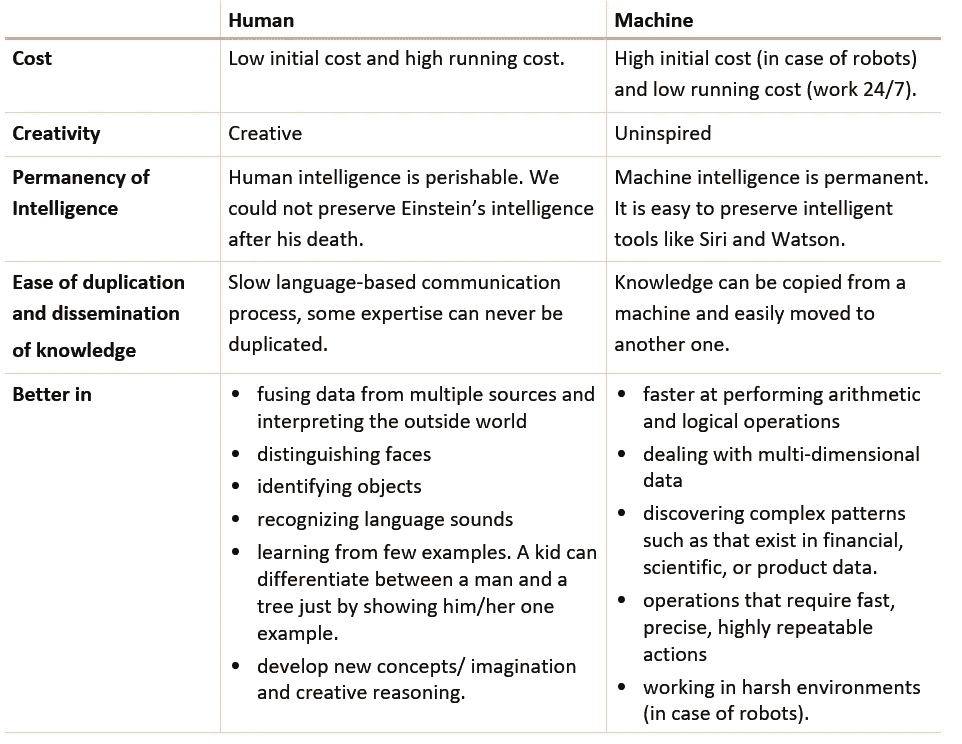 Human
Machine
Cost
Low initial cost and high running cost.
High initial cost (in case of robots)
and low running cost (work 24/7).
Creativity
Creative
Uninspired
Permanency of
Intelligence
Human intelligence is perishable. We
could not preserve Einstein’s intelligence
after his death.
Machine intelligence is permanent.
It is easy to preserve intelligent
tools like Siri and Watson.
Ease of duplication
and dissemination
of knowledge
Slow language-based communication
process, some expertise can never be
duplicated.
Knowledge can be copied from a
machine and easily moved to
another one.
Better in
• fusing data from multiple sources and
interpreting the outside world
• distinguishing faces
• identifying objects
• recognizing language sounds
• learning from few examples. A kid can
differentiate between a man and a
tree just by showing him/her one
example.
• develop new concepts/ imagination
and creative reasoning.
• faster at performing arithmetic
and logical operations
• dealing with multi-dimensional
data
• discovering complex patterns
such as that exist in financial,
scientific, or product data.
• operations that require fast,
precise, highly repeatable
actions
• working in harsh environments
(in case of robots).